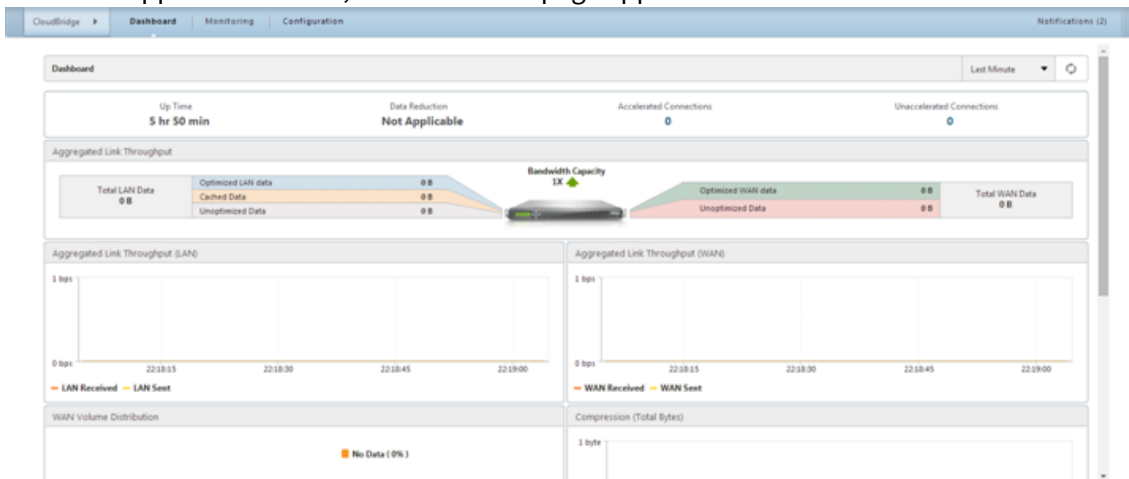 CloudBridge Dashboard Monitoring Configuration Notifications (2)
Dashboard Last Minute
Up Time Data Reduction Accelerated Connections Unaccelerated Connections
5 hr 50 min Not Applicable 0 0
Aggregated Link Throughput
Bandwidth Capacity
1X
Total LAN Data
0 B
Optimized LAN data 0 B
Cached Data 0 B
Unoptimized Data 0 B
Optimized WAN data 0 B
Unoptimized Data 0 B
Total WAN Data
0 B
Aggregated Link Throughput (LAN)
1 bps
0 bps
22:18:15 22:18:30 22:18:45 22:19:00
LAN Received LAN Sent
Aggregated Link Throughput (WAN)
1 bps
0 bps
22:18:15 22:18:30 22:18:45 22:19:00
WAN Received WAN Sent
WAN Volume Distribution
No Data ( 0% )
Compression (Total Bytes)
1 byte